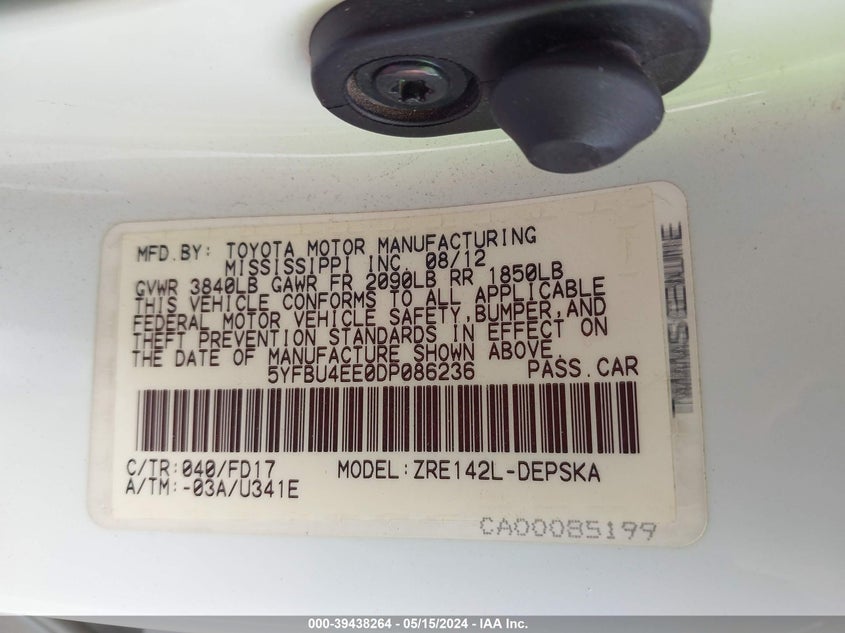 MFD.BY: TOYOTA MOTOR MANUFACTURING
MISSISSIPPI INC. 08/12
GVWR 3840LB GAWR FR 2090LB RR 1850LB
THIS VEHICLE CONFORMS TO ALL APPLICABLE
FEDERAL MOTOR VEHICLE SAFETY,BUMPER,AND
THEFT PREVENTION STANDARDS IN EFFECT ON
THE DATE OF MANUFACTURE SHOWN ABOVE.
5YFBU4EE0DP086236 PASS.CAR
C/TR:040/FD17 MODEL:ZRE142L-DEPSKA
A/TM:-03A/U341E
CA00085199
000-39438264 - 05/15/2024 - IAA Inc.